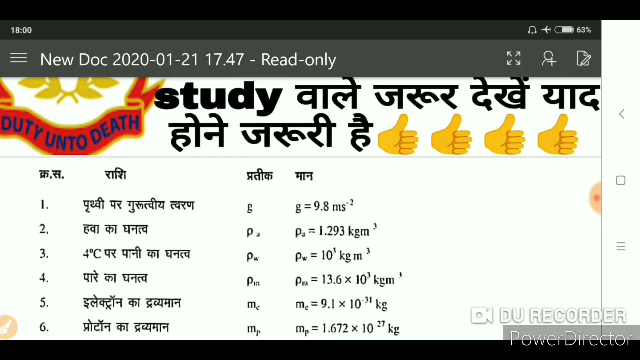 18:00 63%
New Doc 2020-01-21 17.47 - Read-only
study वाले जरूर देखें याद
होने जरूरी है👍👍👍👍
DUTY UNTO DEATH
क्र.स. राशि प्रतीक मान
1. पृथ्वी पर गुरूत्वीय त्वरण g g = 9.8 ms⁻²
2. हवा का घनत्व ρₐ ρₐ = 1.293 kgm ³
3. 4°C पर पानी का घनत्व ρw ρw = 10³ kg m ³
4. पारे का घनत्व ρm ρm = 13.6 × 10³ kgm ³
5. इलेक्ट्रॉन का द्रव्यमान me me = 9.1 × 10⁻³¹ kg
6. प्रोटॉन का द्रव्यमान mp mp = 1.672 × 10 ²⁷ kg
DU RECORDER
PowerDirector